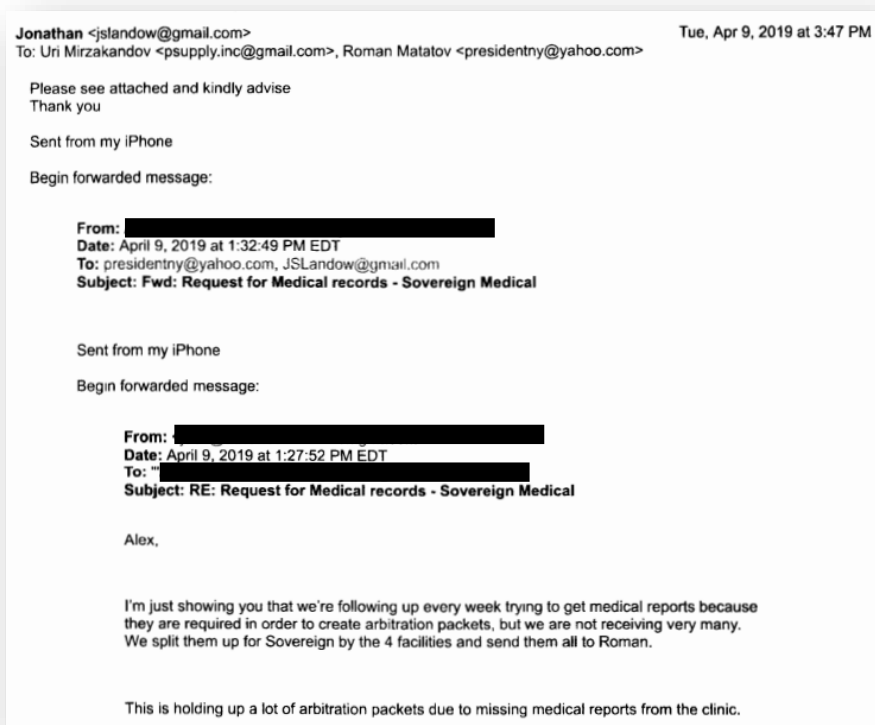 Jonathan <jslandow@gmail.com>
Tue, Apr 9, 2019 at 3:47 PM
To: Uri Mirzakandov <psupply.inc@gmail.com>, Roman Matatov <presidentny@yahoo.com>
Please see attached and kindly advise
Thank you
Sent from my iPhone
Begin forwarded message:
From:
Date: April 9, 2019 at 1:32:49 PM EDT
To: presidentny@yahoo.com, JSLandow@gmail.com
Subject: Fwd: Request for Medical records - Sovereign Medical
Sent from my iPhone
Begin forwarded message:
From:
Date: April 9, 2019 at 1:27:52 PM EDT
To: "'
Subject: RE: Request for Medical records - Sovereign Medical
Alex,
I'm just showing you that we're following up every week trying to get medical reports because
they are required in order to create arbitration packets, but we are not receiving very many.
We split them up for Sovereign by the 4 facilities and send them all to Roman.
This is holding up a lot of arbitration packets due to missing medical reports from the clinic.